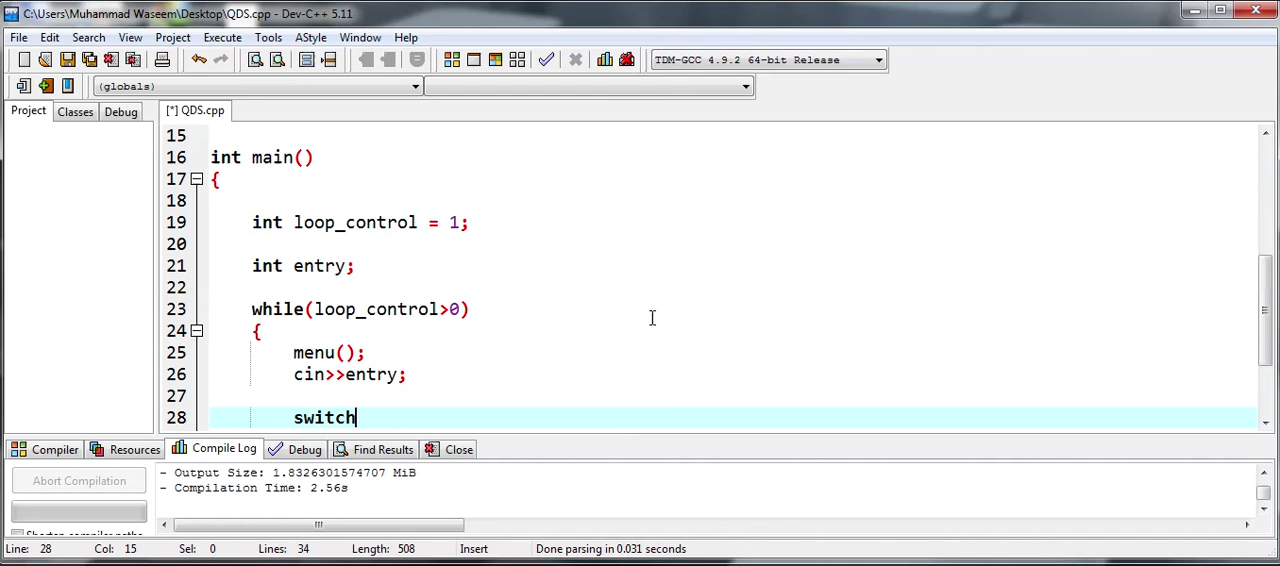 C:\Users\Muhammad Waseem\Desktop\QDS.cpp - Dev-C++ 5.11
File Edit Search View Project Execute Tools AStyle Window Help
TDM-GCC 4.9.2 64-bit Release
(globals)
Project Classes Debug [*] QDS.cpp
15
16 int main()
17 {
18
19 int loop_control = 1;
20
21 int entry;
22
23 while(loop_control>0)
24 {
25 menu();
26 cin>>entry;
27
28 switch
Compiler Resources Compile Log Debug Find Results Close
Abort Compilation
- Output Size: 1.8326301574707 MiB
- Compilation Time: 2.56s
Line: 28 Col: 15 Sel: 0 Lines: 34 Length: 508 Insert Done parsing in 0.031 seconds